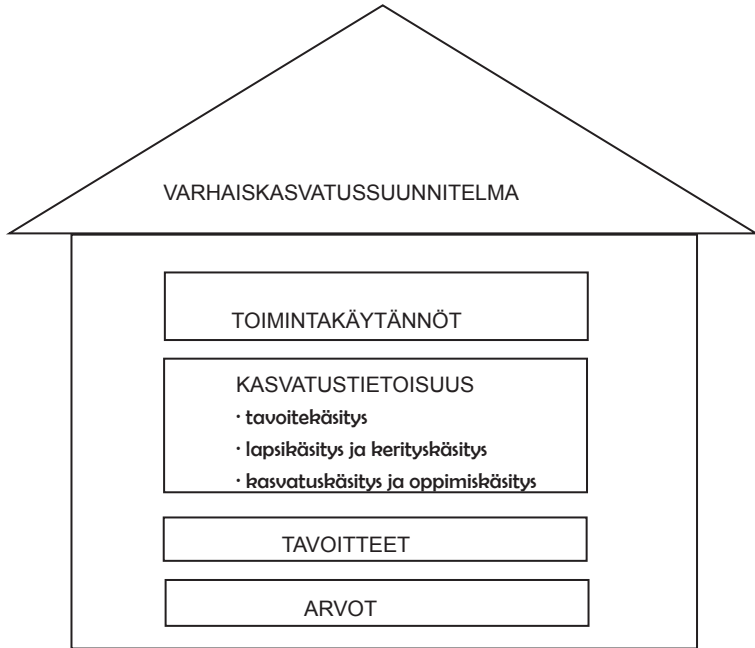 VARHAISKASVATUSSUUNNITELMA
TOIMINTAKÄYTÄNNÖT
KASVATUSTIETOISUUS
· tavoitekäsitys
· lapsikäsitys ja kerityskäsitys
· kasvatuskäsitys ja oppimiskäsitys
TAVOITTEET
ARVOT